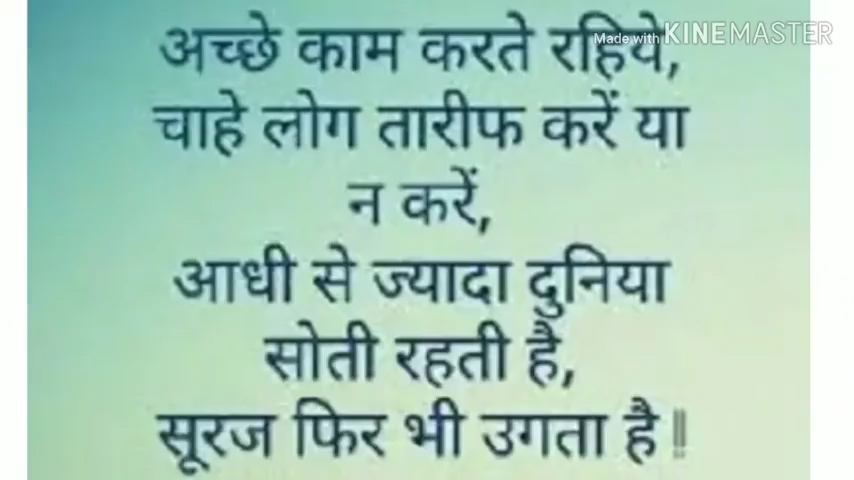 Made with KINEMASTER
अच्छे काम करते रहिये,
चाहे लोग तारीफ करें या
न करें,
आधी से ज्यादा दुनिया
सोती रहती है,
सूरज फिर भी उगता है!!